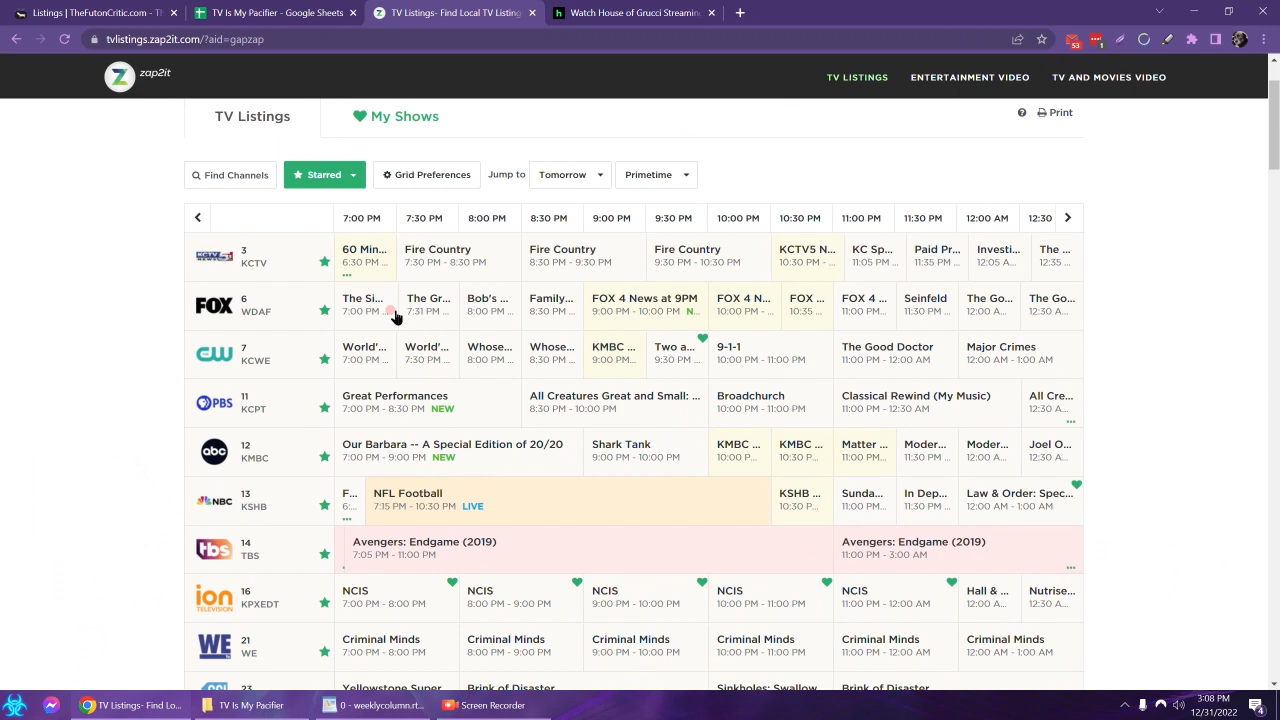 Listings | TheFutonCritic.com - Th
TV Is My Pacifier - Google Sheets
TV Listings - Find Local TV Listing
Watch House of Grucci Streamin
tvlistings.zap2it.com/?aid=gapzap
53
1
zap2it
TV LISTINGS
ENTERTAINMENT VIDEO
TV AND MOVIES VIDEO
TV Listings
My Shows
Print
Find Channels
Starred
Grid Preferences
Jump to
Tomorrow
Primetime
7:00 PM 7:30 PM 8:00 PM 8:30 PM 9:00 PM 9:30 PM 10:00 PM 10:30 PM 11:00 PM 11:30 PM 12:00 AM 12:30
3 60 Min... Fire Country Fire Country Fire Country KCTV5 N... KC Sp... Paid Pr... Investi... The ...
KCTV 6:30 PM ... 7:30 PM - 8:30 PM 8:30 PM - 9:30 PM 9:30 PM - 10:30 PM 10:30 PM - ... 11:05 PM ... 11:35 PM ... 12:05 A... 12:35 ...
FOX 6 The Si... The Gr... Bob's ... Family... FOX 4 News at 9PM FOX 4 N... FOX ... FOX 4 ... Seinfeld The Go... The Go...
WDAF 7:00 PM ... 7:31 PM ... 8:00 PM ... 8:30 PM ... 9:00 PM - 10:00 PM N... 10:00 PM - ... 10:35 ... 11:00 PM... 11:30 PM ... 12:00 A... 12:30 A...
CW 7 World'... World'... Whose... Whose... KMBC ... Two a... 9-1-1 The Good Doctor Major Crimes
KCWE 7:00 PM ... 7:30 PM ... 8:00 PM ... 8:30 PM ... 9:00 PM... 9:30 PM ... 10:00 PM - 11:00 PM 11:00 PM - 12:00 AM 12:00 AM - 1:00 AM
PBS 11 Great Performances All Creatures Great and Small: ... Broadchurch Classical Rewind (My Music) All Cre...
KCPT 7:00 PM - 8:30 PM NEW 8:30 PM - 10:00 PM 10:00 PM - 11:00 PM 11:00 PM - 12:30 AM 12:30 A...
abc 12 Our Barbara -- A Special Edition of 20/20 Shark Tank KMBC ... KMBC ... Matter ... Moder... Moder... Joel O...
KMBC 7:00 PM - 9:00 PM NEW 9:00 PM - 10:00 PM 10:00 P... 10:30 P... 11:00 PM... 11:30 PM ... 12:00 A... 12:30 A...
NBC 13 F... NFL Football KSHB ... Sunda... In Dep... Law & Order: Spec...
KSHB 6:... 7:15 PM - 10:30 PM LIVE 10:30 P... 11:00 PM... 11:30 PM ... 12:00 AM - 1:00 AM
tbs 14 Avengers: Endgame (2019) Avengers: Endgame (2019)
TBS 7:05 PM - 11:00 PM 11:00 PM - 3:00 AM
ion TELEVISION 16 NCIS NCIS NCIS NCIS NCIS Hall & ... Nutrise...
KPXEDT 7:00 PM - 8:00 PM 8:00 PM - 9:00 PM 9:00 PM - 10:00 PM 10:00 PM - 11:00 PM 11:00 PM - 12:00 AM 12:00 A... 12:30 A...
WE 21 Criminal Minds Criminal Minds Criminal Minds Criminal Minds Criminal Minds Criminal Minds
WE 7:00 PM - 8:00 PM 8:00 PM - 9:00 PM 9:00 PM - 10:00 PM 10:00 PM - 11:00 PM 11:00 PM - 12:00 AM 12:00 AM - 1:00 AM
23 Yellowstone Super Brink of Disaster Sinkholes: Swallow Brink of Disaster
TV Listings - Find Lo...
TV Is My Pacifier
0 - weeklycolumn.rt...
Screen Recorder
3:08 PM
12/31/2022